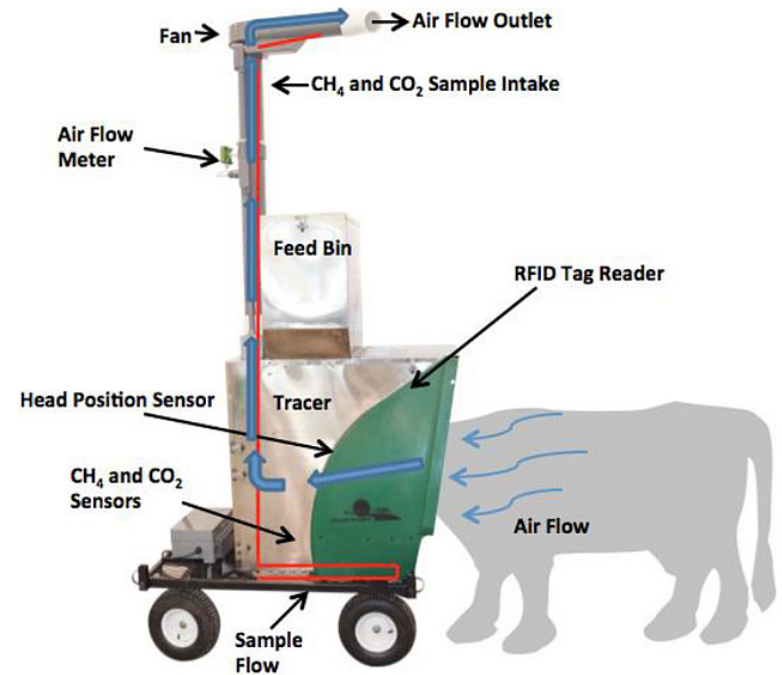 Fan
Air Flow Outlet
CH₄ and CO₂ Sample Intake
Air Flow
Meter
Feed Bin
RFID Tag Reader
Head Position Sensor
Tracer
CH₄ and CO₂
Sensors
Air Flow
Sample
Flow